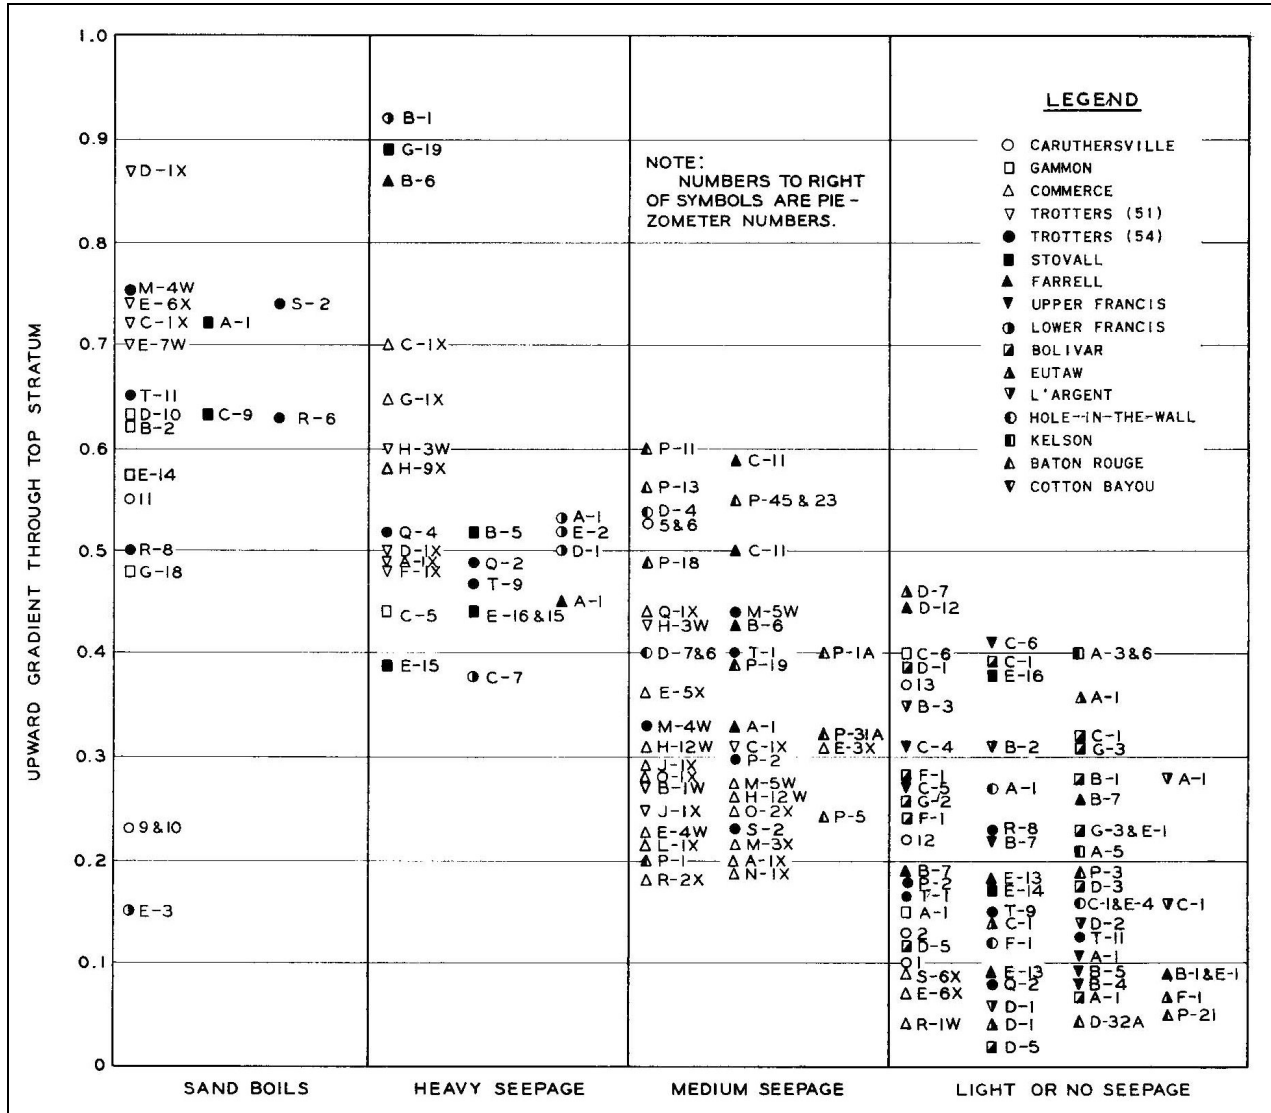 UPWARD GRADIENT THROUGH TOP STRATUM
1.0
0.9
0.8
0.7
0.6
0.5
0.4
0.3
0.2
0.1
0
D-1X
M-4W
E-6X
S-2
C-1X
A-1
E-7W
T-11
D-10
C-9
R-6
B-2
E-14
11
R-8
G-18
9&10
E-3
SAND BOILS
B-1
G-19
B-6
C-1X
G-1X
H-3W
H-9X
A-1
Q-4
B-5
E-2
D-1X
D-1
A-1X
Q-2
F-1X
T-9
A-1
C-5
E-16&15
E-15
C-7
HEAVY SEEPAGE
NOTE:
NUMBERS TO RIGHT
OF SYMBOLS ARE PIE-
ZOMETER NUMBERS.
P-11
C-11
P-13
P-45 & 23
D-4
5&6
C-11
P-18
Q-1X
M-5W
H-3W
B-6
D-7&6
T-1
P-1A
P-19
E-5X
M-4W
A-1
P-31A
H-12W
C-1X
E-3X
P-2
J-1X
O-1X
M-5W
B-1W
H-12W
J-1X
O-2X
P-5
E-4W
S-2
L-1X
M-3X
P-1
A-1X
R-2X
N-1X
MEDIUM SEEPAGE
LEGEND
CARUTHERSVILLE
GAMMON
COMMERCE
TROTTERS (51)
TROTTERS (54)
STOVALL
FARRELL
UPPER FRANCIS
LOWER FRANCIS
BOLIVAR
EUTAW
L'ARGENT
HOLE-IN-THE-WALL
KELSON
BATON ROUGE
COTTON BAYOU
D-7
D-12
C-6
C-6
C-1
A-3&6
D-1
E-16
13
B-3
A-1
C-1
C-4
B-2
G-3
F-1
B-1
A-1
C-5
A-1
G-2
B-7
F-1
R-8
G-3&E-1
12
B-7
A-5
B-7
P-3
P-2
E-13
D-3
T-1
E-14
C-1&E-4
C-1
A-1
T-9
C-1
D-2
2
T-11
D-5
F-1
A-1
1
S-6X
E-13
B-5
B-1&E-1
Q-2
B-4
E-6X
A-1
F-1
D-1
P-21
R-1W
D-1
D-32A
D-5
LIGHT OR NO SEEPAGE